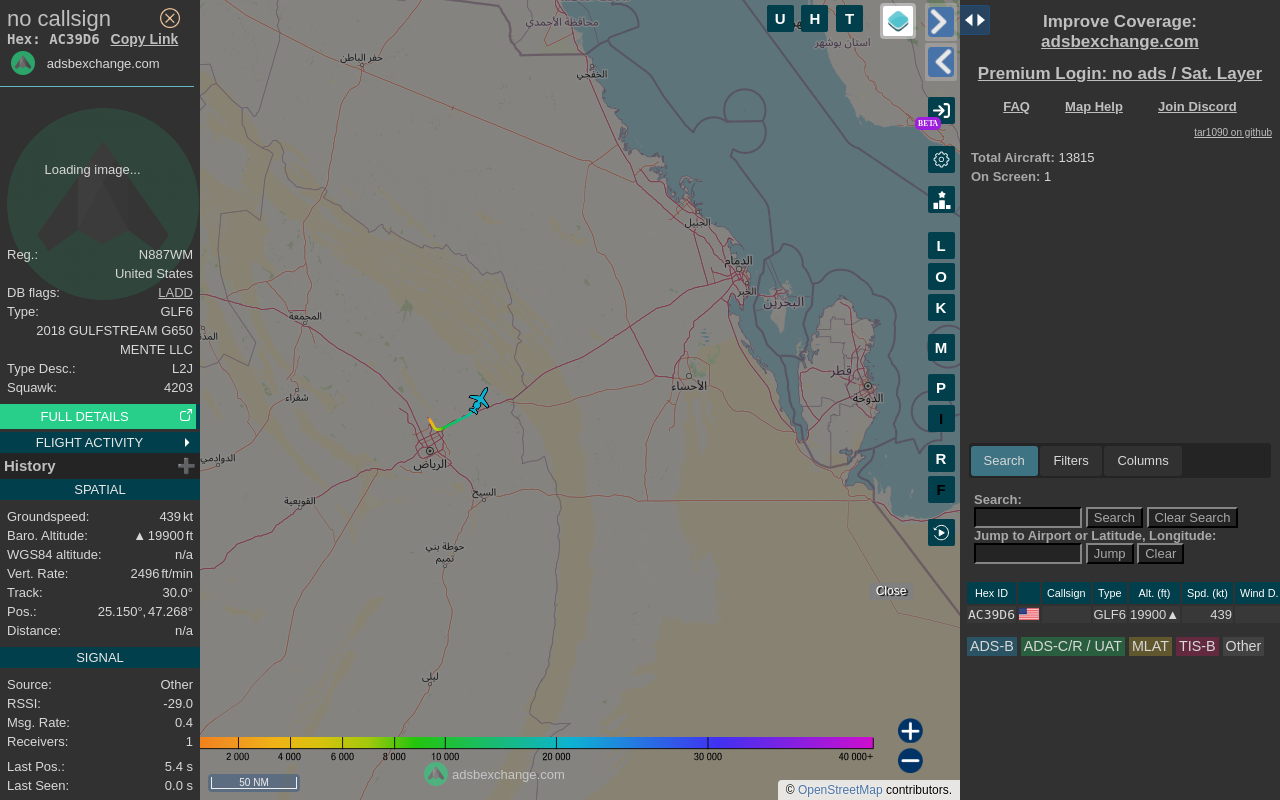 no callsign
Hex: AC39D6 Copy Link
adsbexchange.com
Loading image...
Reg.: N887WM
United States
DB flags: LADD
Type: GLF6
2018 GULFSTREAM G650
MENTE LLC
Type Desc.: L2J
Squawk: 4203
FULL DETAILS
FLIGHT ACTIVITY
History
SPATIAL
Groundspeed: 439 kt
Baro. Altitude: ▲ 19900 ft
WGS84 altitude: n/a
Vert. Rate: 2496 ft/min
Track: 30.0°
Pos.: 25.150°, 47.268°
Distance: n/a
SIGNAL
Source: Other
RSSI: -29.0
Msg. Rate: 0.4
Receivers: 1
Last Pos.: 5.4 s
Last Seen: 0.0 s
محافظة الأحمدي
استان بوشهر
حفر الباطن
الخفجي
الجبيل
الدمام
الخبر
البحرين
المجمعة
قطر
الأحساء
الدوحة
شقراء
الدوادمي
الرياض
السيح
القويعية
حوطة بني
تميم
ليلى
U H T
BETA
L
O
K
M
P
I
R
F
Close
2 000 4 000 6 000 8 000 10 000 20 000 30 000 40 000+
adsbexchange.com
50 NM
© OpenStreetMap contributors.
Improve Coverage:
adsbexchange.com
Premium Login: no ads / Sat. Layer
FAQ Map Help Join Discord
tar1090 on github
Total Aircraft: 13815
On Screen: 1
Search Filters Columns
Search:
Search Clear Search
Jump to Airport or Latitude, Longitude:
Jump Clear
Hex ID Callsign Type Alt. (ft) Spd. (kt) Wind D.
AC39D6 GLF6 19900▲ 439
ADS-B ADS-C/R / UAT MLAT TIS-B Other